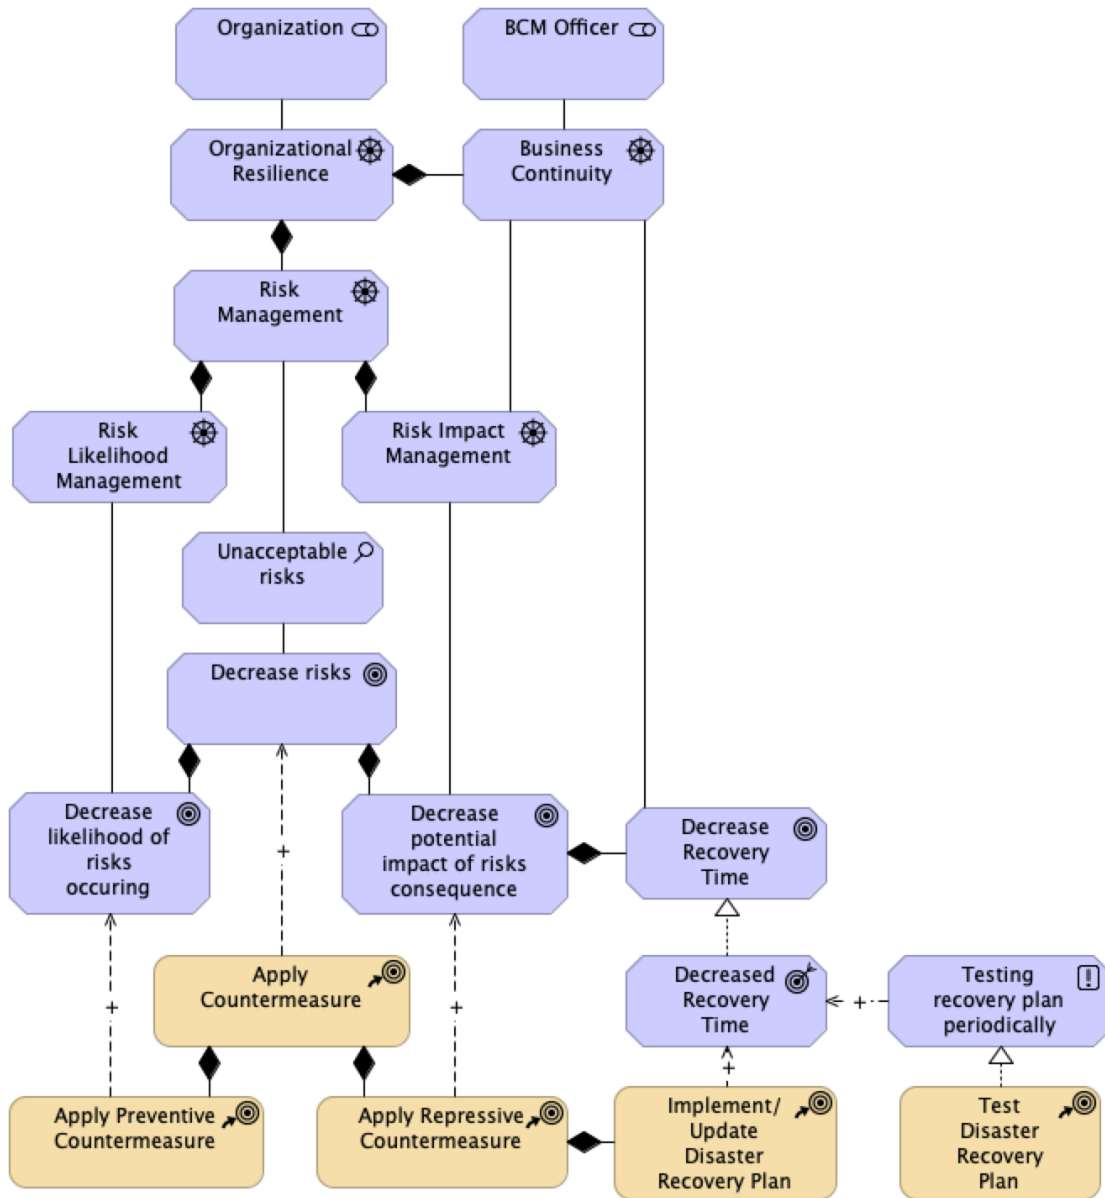 Organization
BCM Officer
Organizational
Resilience
Business
Continuity
Risk
Management
Risk
Likelihood
Management
Risk Impact
Management
Unacceptable
risks
Decrease risks
Decrease
likelihood of
risks
occuring
Decrease
potential
impact of risks
consequence
Decrease
Recovery
Time
+
Apply
Countermeasure
Decreased
Recovery
Time
+
Testing
recovery plan
periodically
+
+
+
Apply Preventive
Countermeasure
Apply Repressive
Countermeasure
Implement/
Update
Disaster
Recovery Plan
Test
Disaster
Recovery
Plan